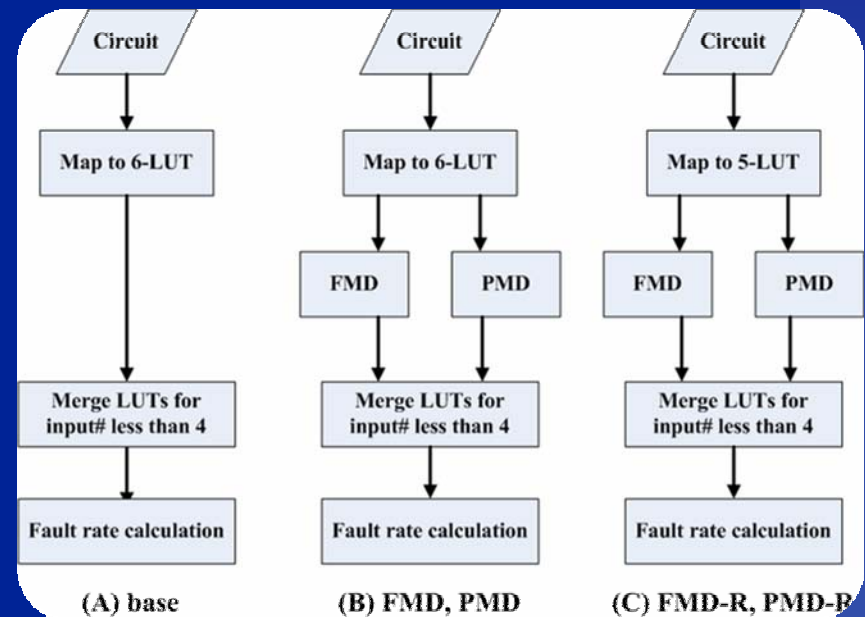 Circuit
Map to 6-LUT
Merge LUTs for
input# less than 4
Fault rate calculation
(A) base
Circuit
Map to 6-LUT
FMD
PMD
Merge LUTs for
input# less than 4
Fault rate calculation
(B) FMD, PMD
Circuit
Map to 5-LUT
FMD
PMD
Merge LUTs for
input# less than 4
Fault rate calculation
(C) FMD-R, PMD-R